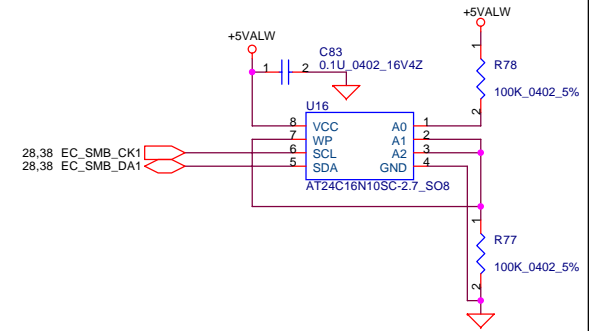 +5VALW
+5VALW
C83
1 2 0.1U_0402_16V4Z
1
R78
100K_0402_5%
2
U16
8 VCC A0 1
7 WP A1 2
6 SCL A2 3
5 SDA GND 4
28,38 EC_SMB_CK1
28,38 EC_SMB_DA1
AT24C16N10SC-2.7_SO8
1
R77
100K_0402_5%
2